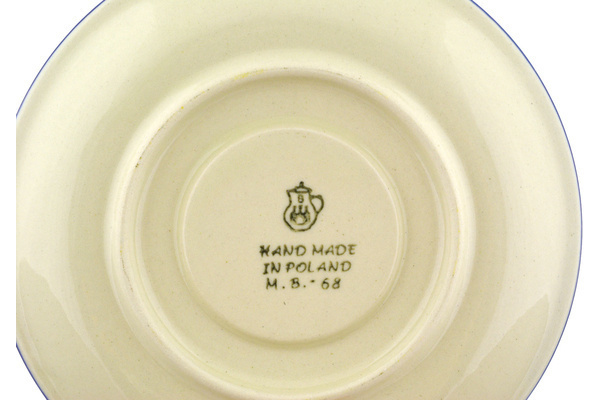 B
HAND MADE
IN POLAND
M.B.-68